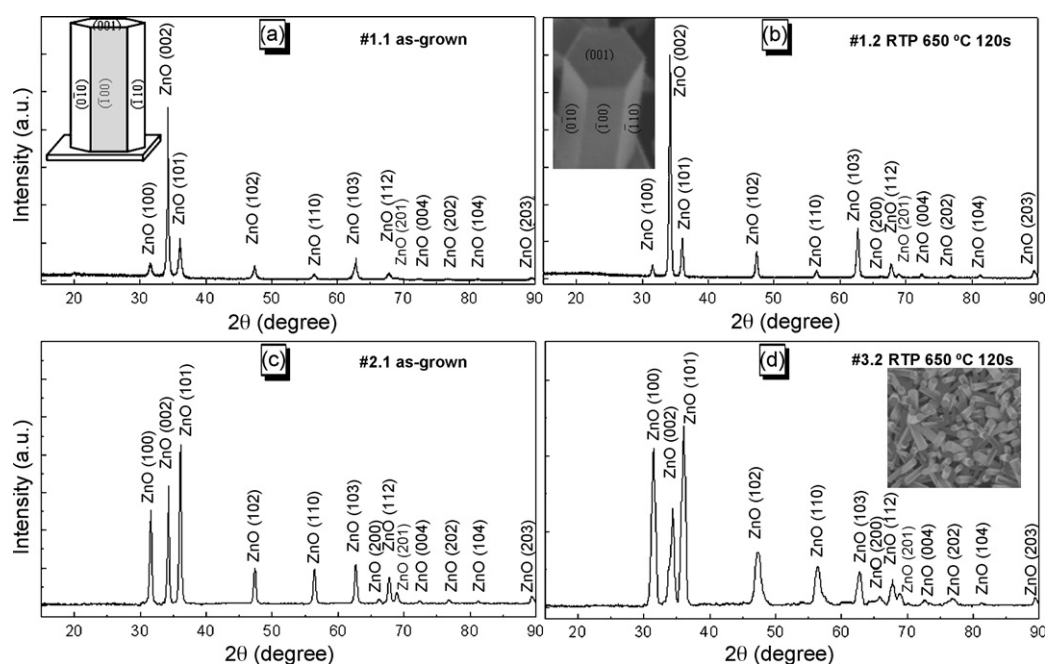 (a)
#1.1 as-grown
(001)
(01̄0)
(1̄00)
(1̄10)
Intensity (a.u.)
ZnO (100)
ZnO (002)
ZnO (101)
ZnO (102)
ZnO (110)
ZnO (103)
ZnO (112)
ZnO (201)
ZnO (004)
ZnO (202)
ZnO (104)
ZnO (203)
20 30 40 50 60 70 80 90
2θ (degree)
(b)
#1.2 RTP 650 ºC 120s
(001)
(01̄0)
(1̄00)
(1̄10)
ZnO (100)
ZnO (002)
ZnO (101)
ZnO (102)
ZnO (110)
ZnO (103)
ZnO (200)
ZnO (112)
ZnO (201)
ZnO (004)
ZnO (202)
ZnO (104)
ZnO (203)
20 30 40 50 60 70 80 90
2θ (degree)
(c)
#2.1 as-grown
Intensity (a.u.)
ZnO (100)
ZnO (002)
ZnO (101)
ZnO (102)
ZnO (110)
ZnO (103)
ZnO (200)
ZnO (112)
ZnO (201)
ZnO (004)
ZnO (202)
ZnO (104)
ZnO (203)
20 30 40 50 60 70 80 90
2θ (degree)
(d)
#3.2 RTP 650 ºC 120s
ZnO (100)
ZnO (002)
ZnO (101)
ZnO (102)
ZnO (110)
ZnO (103)
ZnO (200)
ZnO (112)
ZnO (201)
ZnO (004)
ZnO (202)
ZnO (104)
ZnO (203)
20 30 40 50 60 70 80 90
2θ (degree)